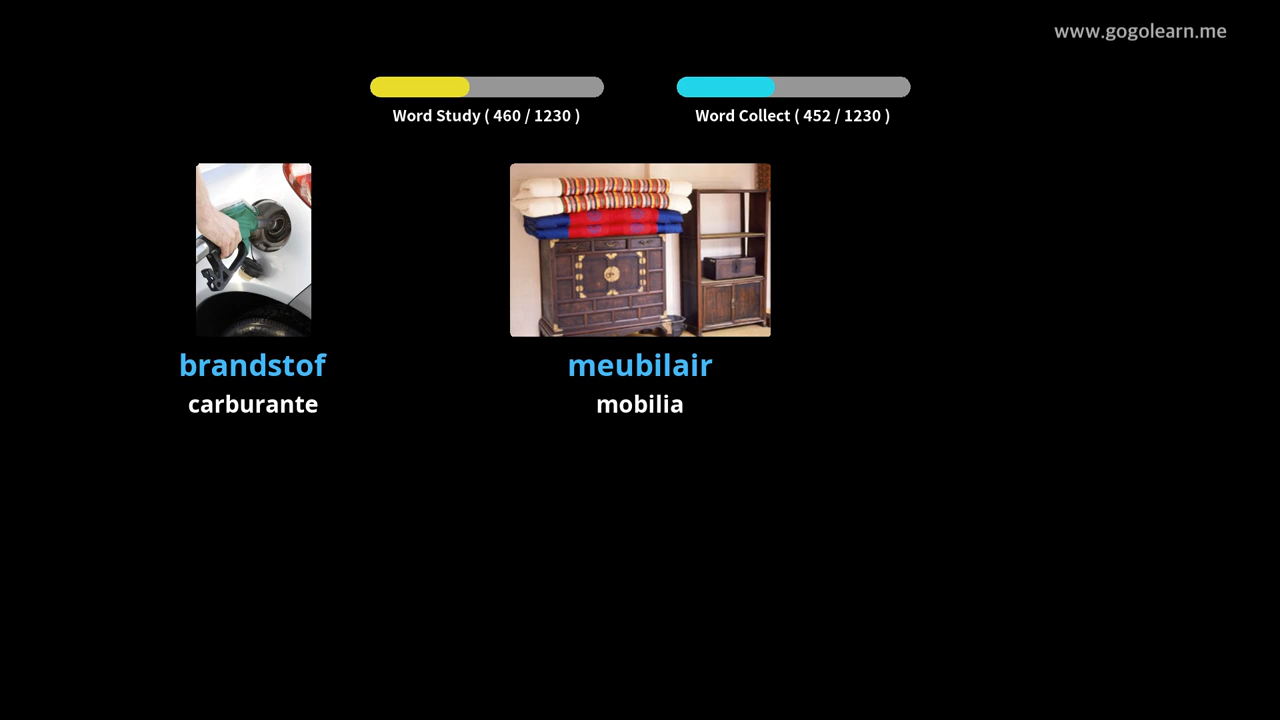 www.gogolearn.me
Word Study ( 460 / 1230 )
Word Collect ( 452 / 1230 )
brandstof
carburante
meubilair
mobilia